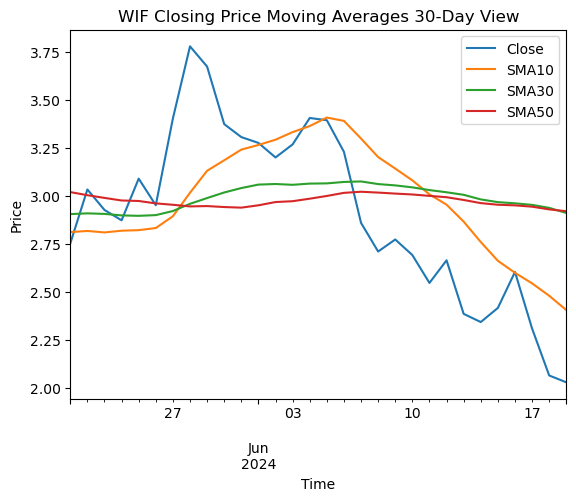 WIF Closing Price Moving Averages 30-Day View
Close
SMA10
SMA30
SMA50
Price
3.75
3.50
3.25
3.00
2.75
2.50
2.25
2.00
27
03
10
17
Jun
2024
Time